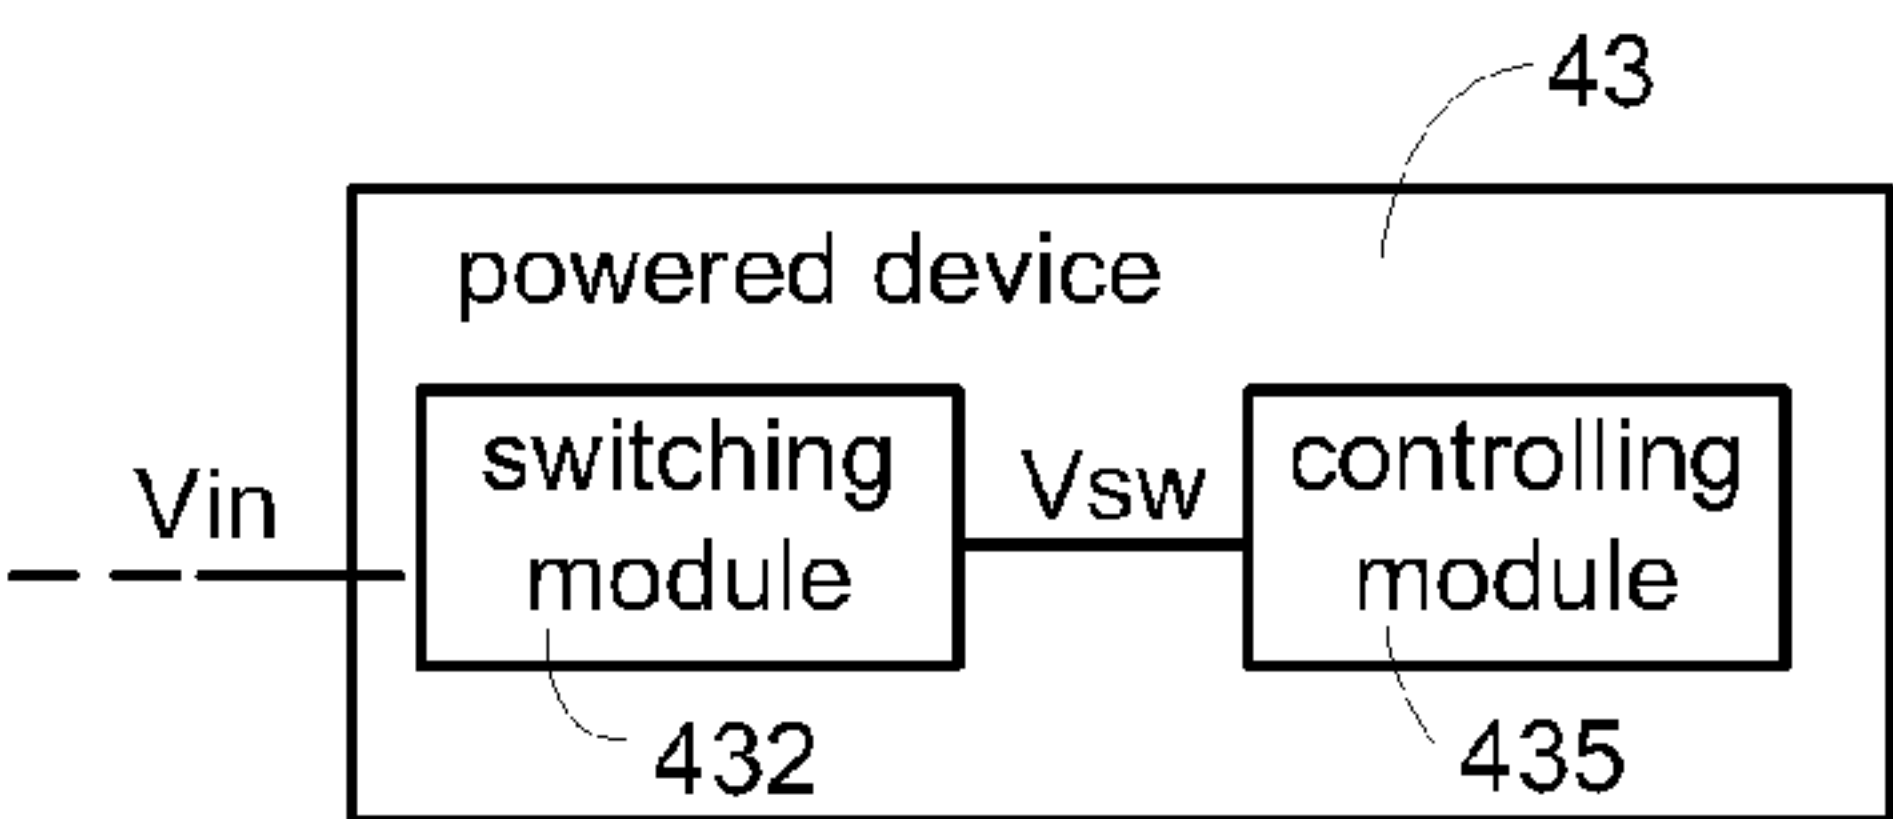 43
powered device
Vin
switching
module
Vsw
controlling
module
432
435